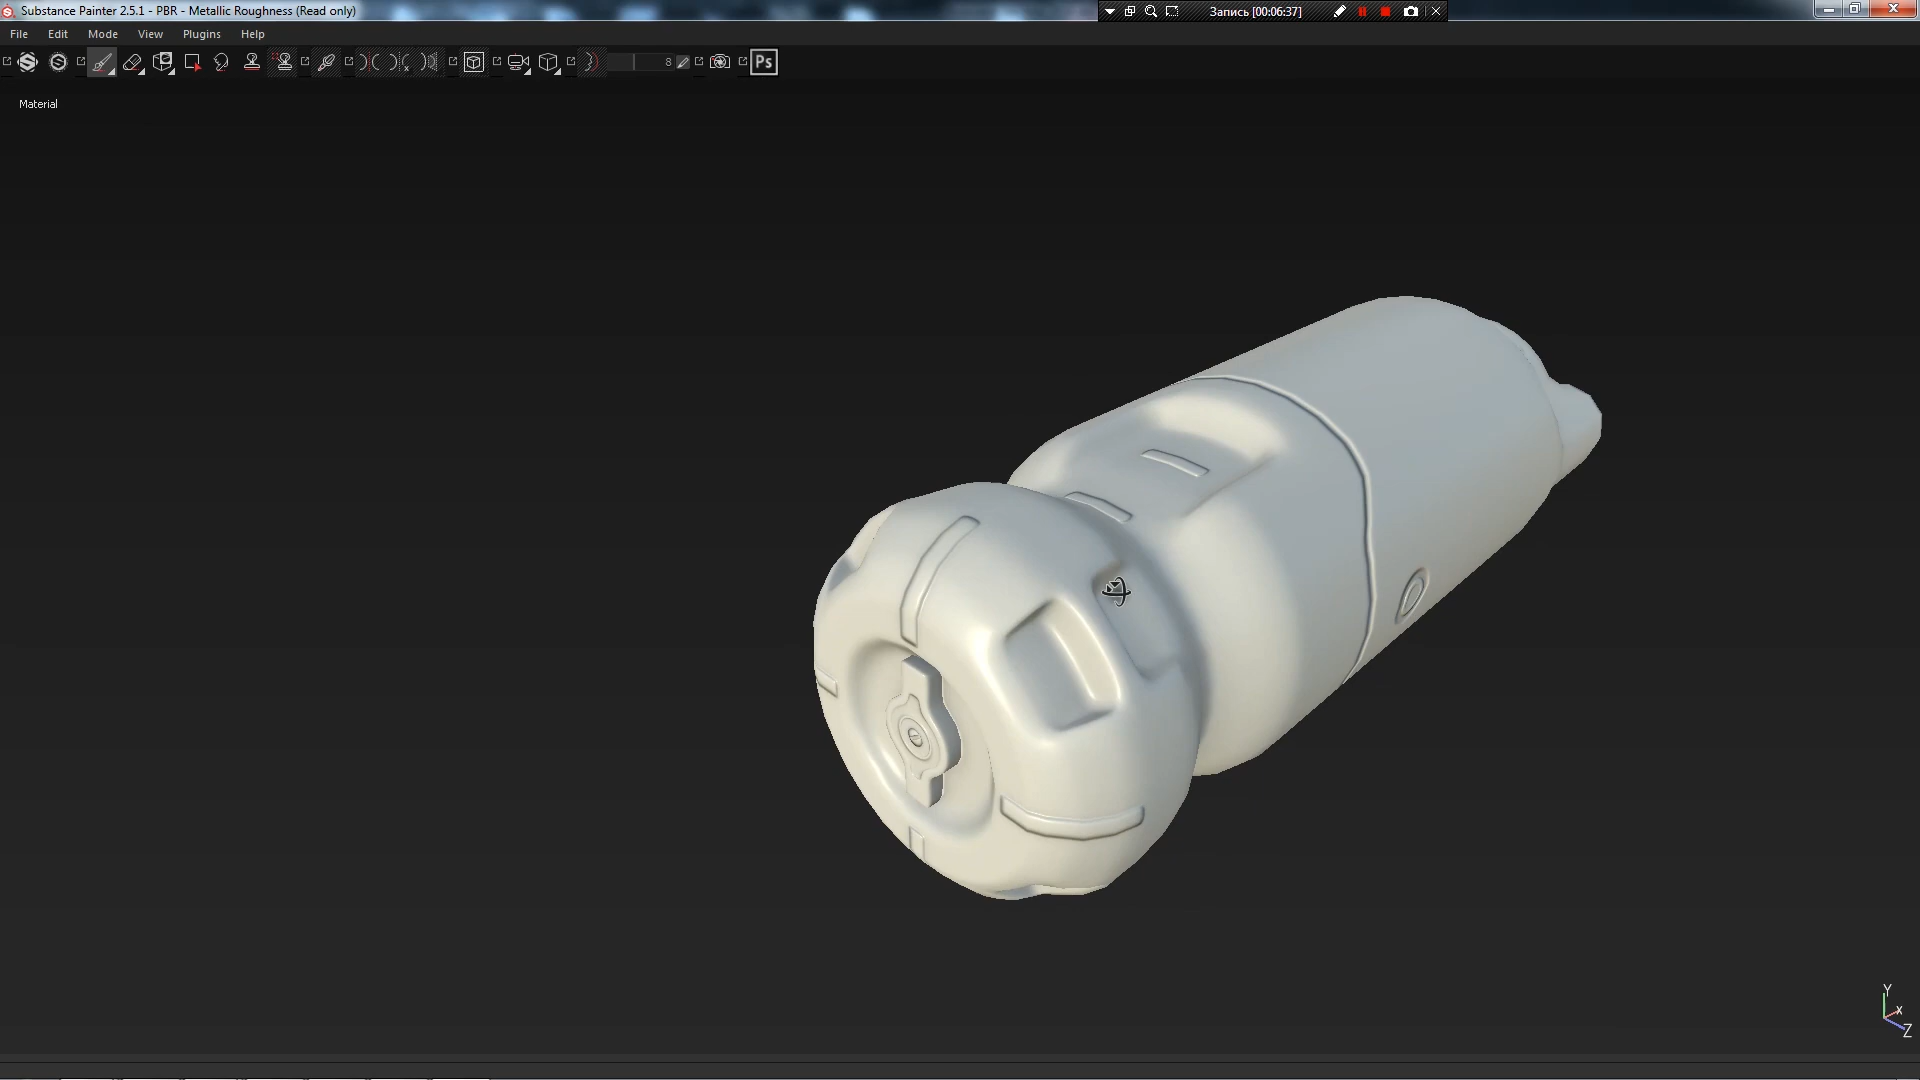 Substance Painter 2.5.1 - PBR - Metallic Roughness (Read only)
Запись [00:06:37]
File Edit Mode View Plugins Help
8
Ps
Material
Y
X
Z